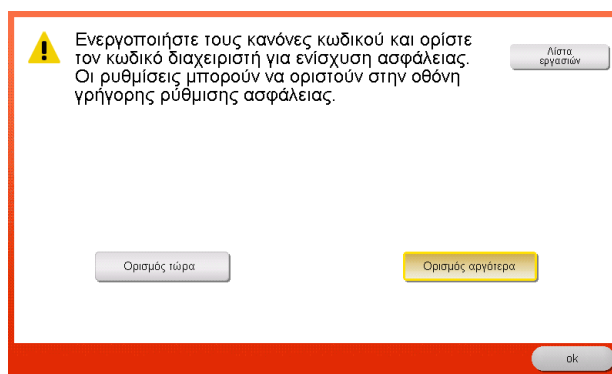 Ενεργοποιήστε τους κανόνες κωδικού και ορίστε
τον κωδικό διαχειριστή για ενίσχυση ασφάλειας.
Οι ρυθμίσεις μπορούν να οριστούν στην οθόνη
γρήγορης ρύθμισης ασφάλειας.
Λίστα
εργασιών
Ορισμός τώρα
Ορισμός αργότερα
ok